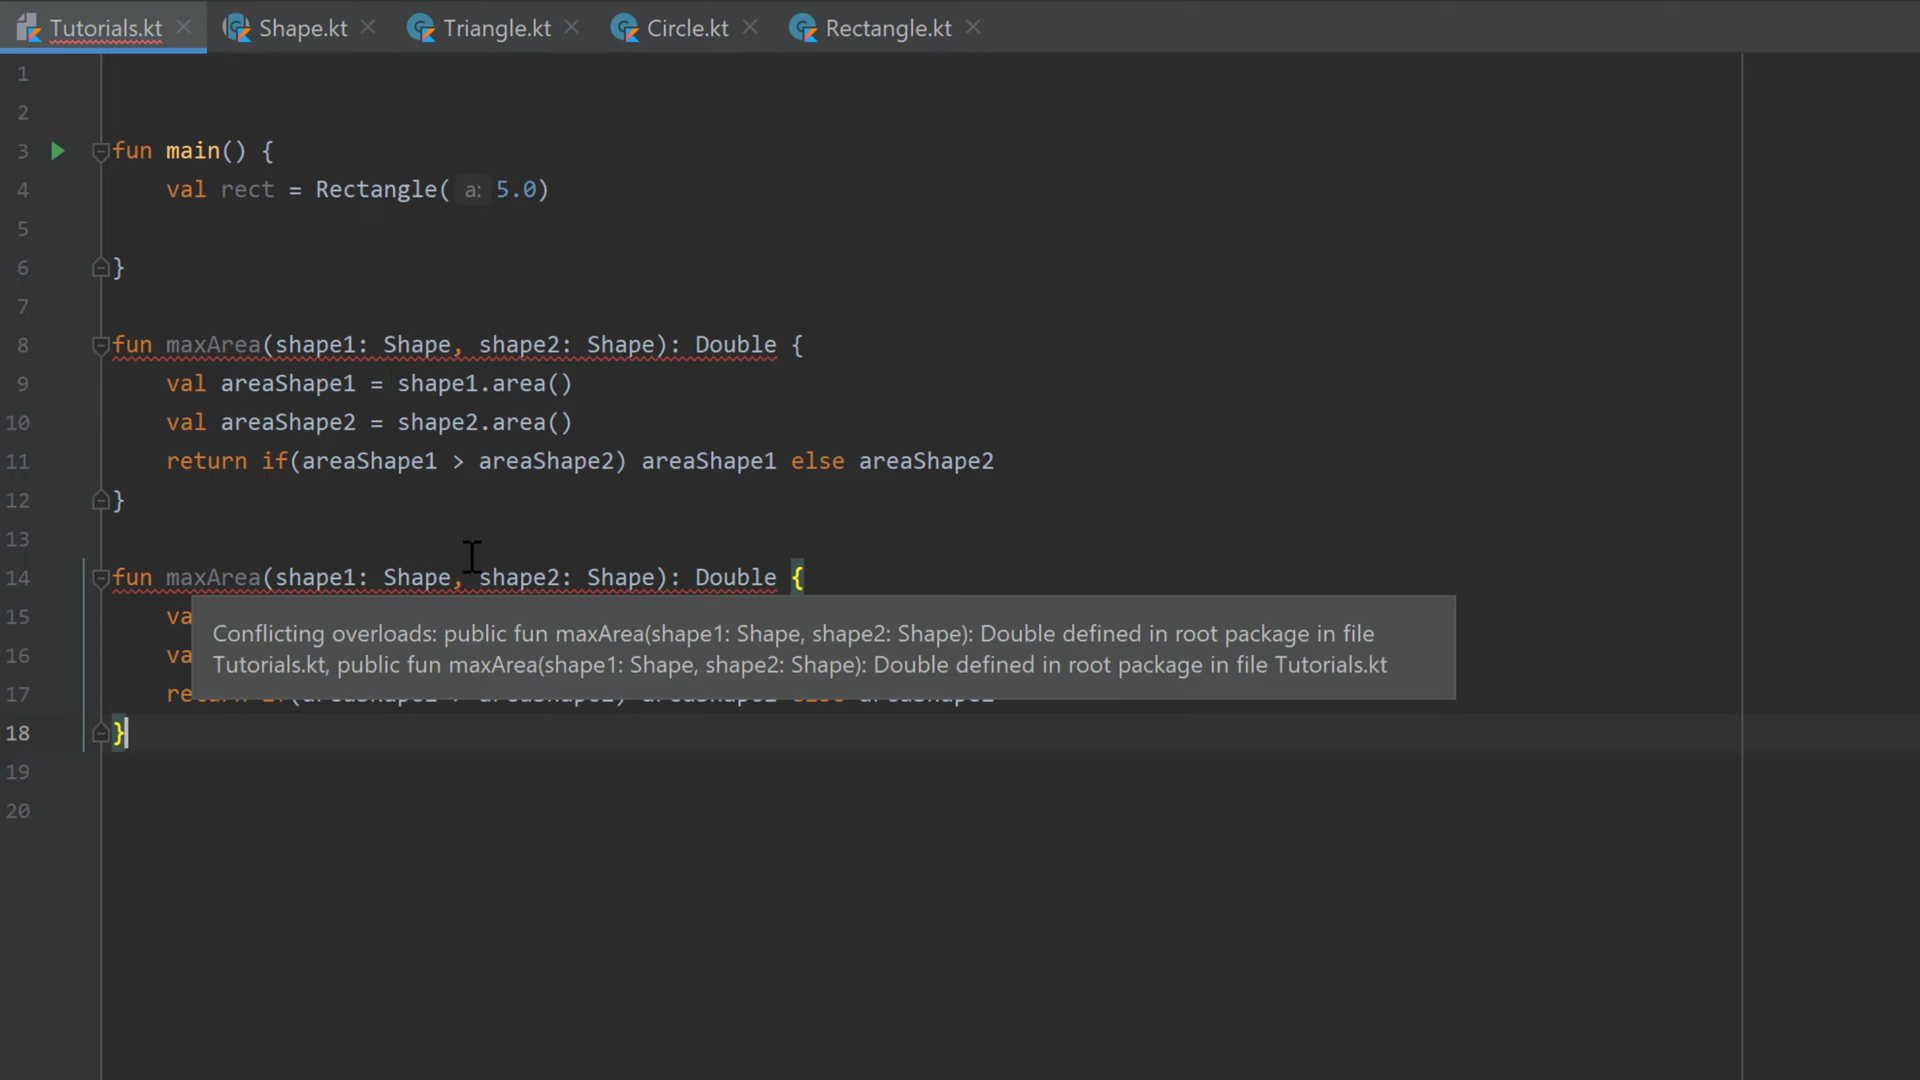 Tutorials.kt Shape.kt Triangle.kt Circle.kt Rectangle.kt
1
2
3 fun main() {
4 val rect = Rectangle( a: 5.0)
5
6 }
7
8 fun maxArea(shape1: Shape, shape2: Shape): Double {
9 val areaShape1 = shape1.area()
10 val areaShape2 = shape2.area()
11 return if(areaShape1 > areaShape2) areaShape1 else areaShape2
12 }
13
14 fun maxArea(shape1: Shape, shape2: Shape): Double {
15 va
Conflicting overloads: public fun maxArea(shape1: Shape, shape2: Shape): Double defined in root package in file
16 va
Tutorials.kt, public fun maxArea(shape1: Shape, shape2: Shape): Double defined in root package in file Tutorials.kt
17 re
18 }
19
20